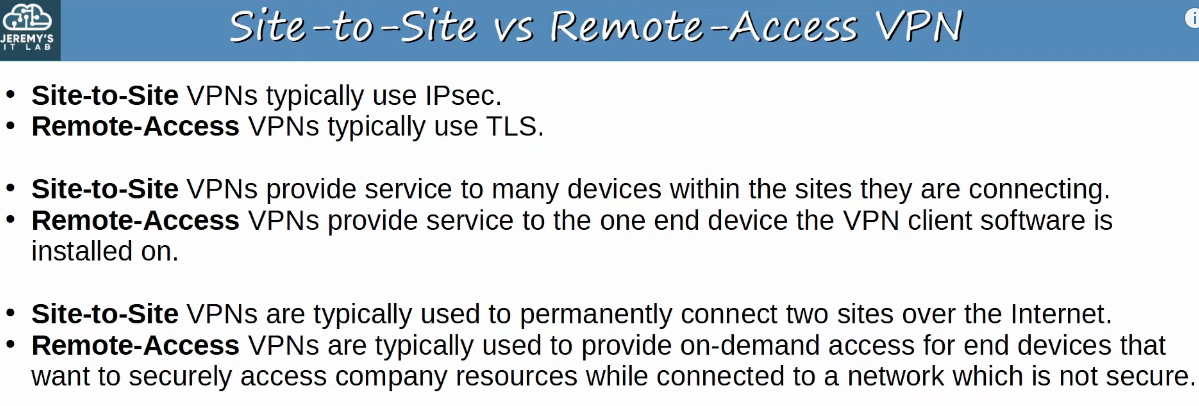 JEREMY'S
IT LAB
Site-to-Site vs Remote-Access VPN
i
• Site-to-Site VPNs typically use IPsec.
• Remote-Access VPNs typically use TLS.
• Site-to-Site VPNs provide service to many devices within the sites they are connecting.
• Remote-Access VPNs provide service to the one end device the VPN client software is
installed on.
• Site-to-Site VPNs are typically used to permanently connect two sites over the Internet.
• Remote-Access VPNs are typically used to provide on-demand access for end devices that
want to securely access company resources while connected to a network which is not secure.